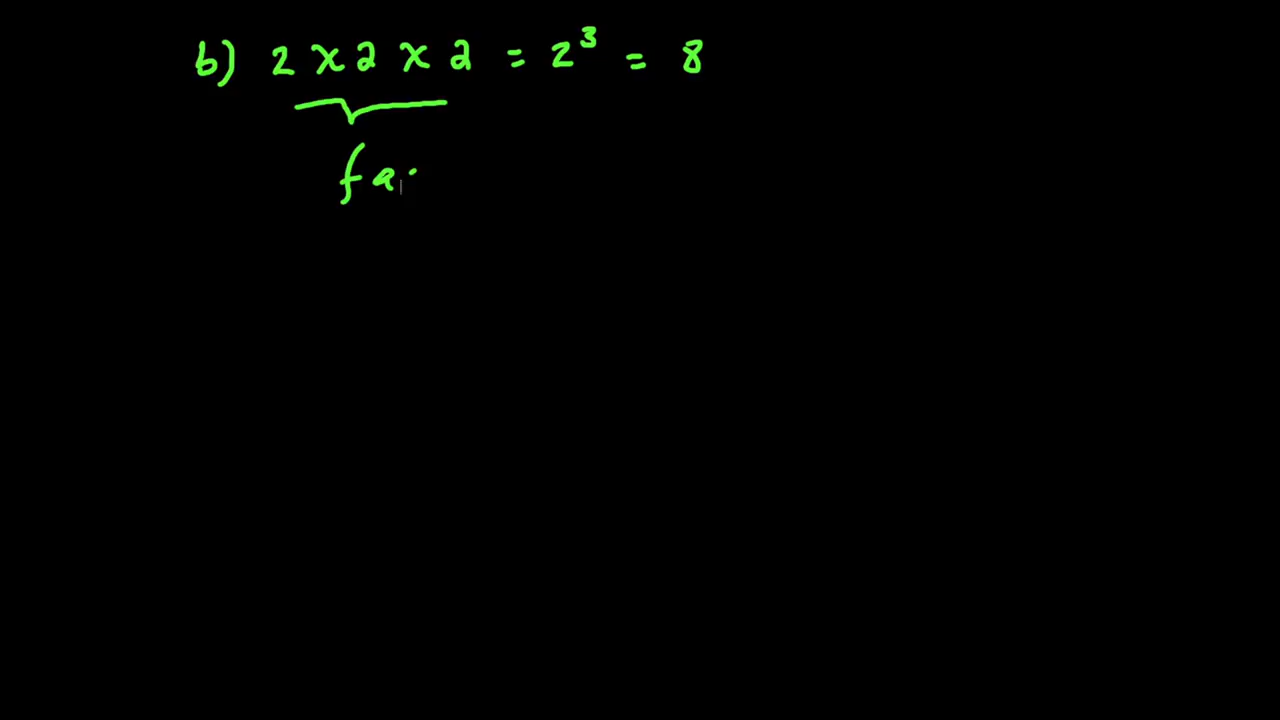 b) 2 x 2 x 2 = 2³ = 8
fa